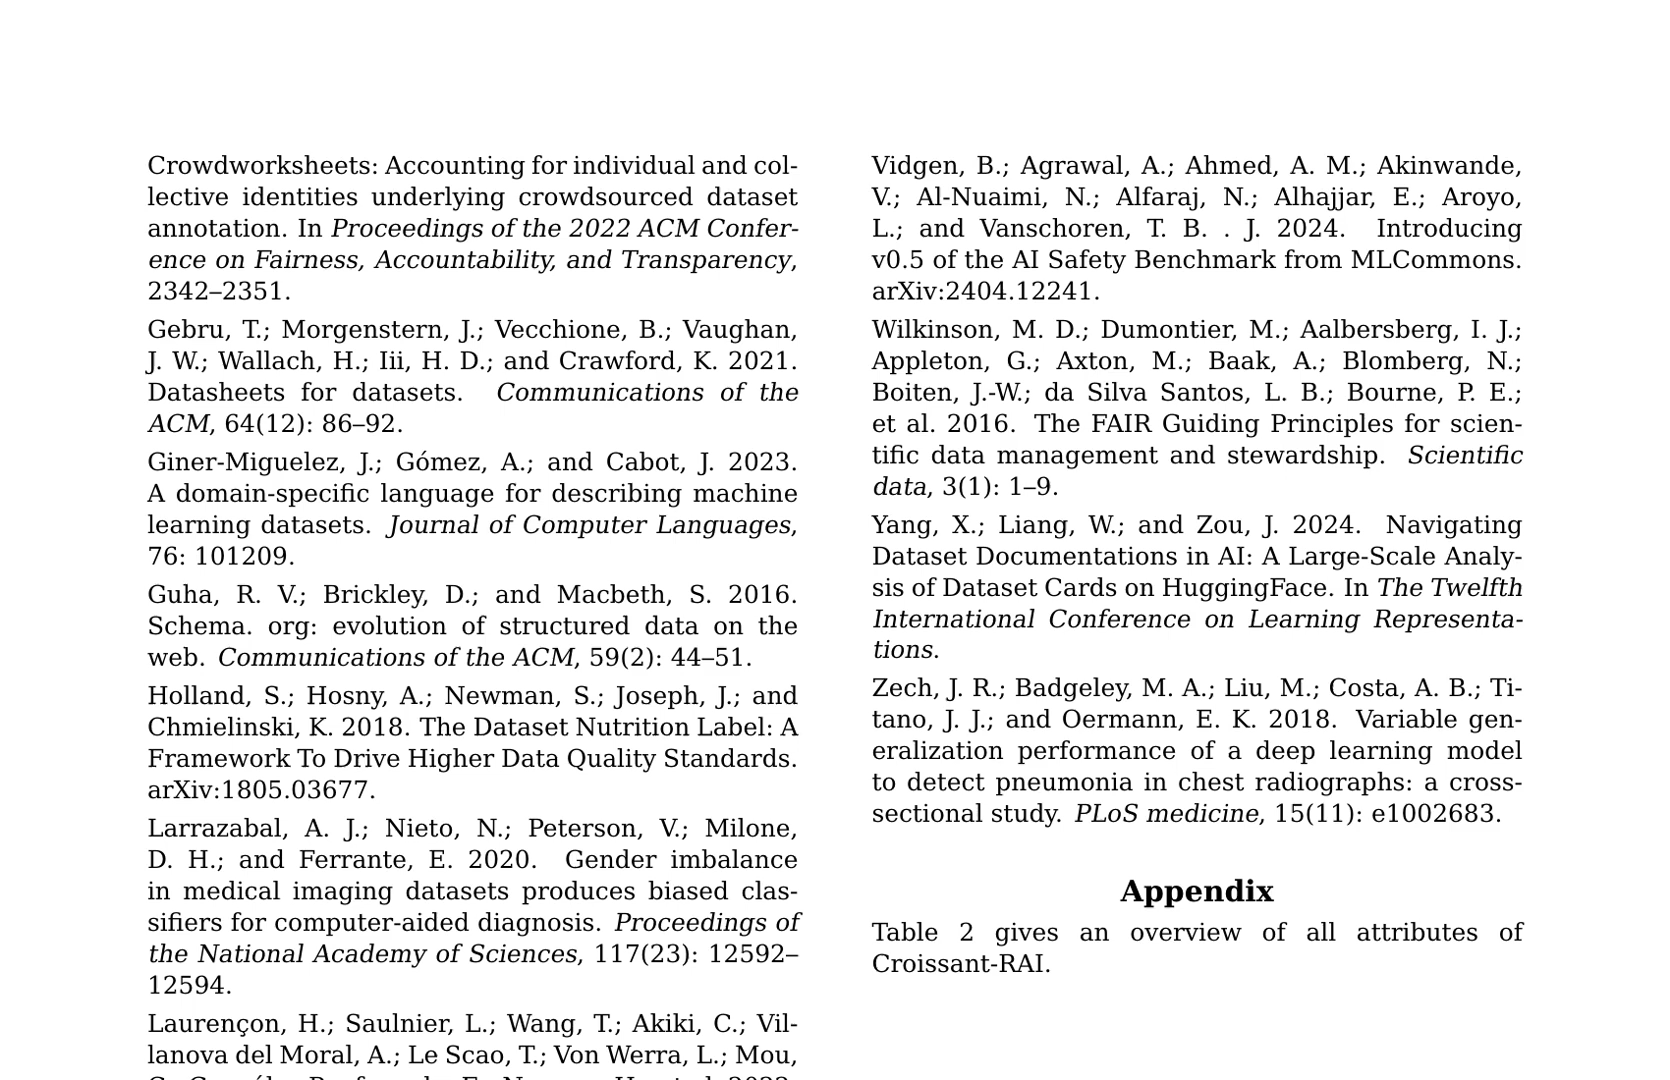 Crowdworksheets: Accounting for individual and col-
lective identities underlying crowdsourced dataset
annotation. In Proceedings of the 2022 ACM Confer-
ence on Fairness, Accountability, and Transparency,
2342–2351.
Gebru, T.; Morgenstern, J.; Vecchione, B.; Vaughan,
J. W.; Wallach, H.; Iii, H. D.; and Crawford, K. 2021.
Datasheets for datasets. Communications of the
ACM, 64(12): 86–92.
Giner-Miguelez, J.; Gómez, A.; and Cabot, J. 2023.
A domain-specific language for describing machine
learning datasets. Journal of Computer Languages,
76: 101209.
Guha, R. V.; Brickley, D.; and Macbeth, S. 2016.
Schema. org: evolution of structured data on the
web. Communications of the ACM, 59(2): 44–51.
Holland, S.; Hosny, A.; Newman, S.; Joseph, J.; and
Chmielinski, K. 2018. The Dataset Nutrition Label: A
Framework To Drive Higher Data Quality Standards.
arXiv:1805.03677.
Larrazabal, A. J.; Nieto, N.; Peterson, V.; Milone,
D. H.; and Ferrante, E. 2020. Gender imbalance
in medical imaging datasets produces biased clas-
sifiers for computer-aided diagnosis. Proceedings of
the National Academy of Sciences, 117(23): 12592–
12594.
Laurençon, H.; Saulnier, L.; Wang, T.; Akiki, C.; Vil-
lanova del Moral, A.; Le Scao, T.; Von Werra, L.; Mou,
Vidgen, B.; Agrawal, A.; Ahmed, A. M.; Akinwande,
V.; Al-Nuaimi, N.; Alfaraj, N.; Alhajjar, E.; Aroyo,
L.; and Vanschoren, T. B. . J. 2024. Introducing
v0.5 of the AI Safety Benchmark from MLCommons.
arXiv:2404.12241.
Wilkinson, M. D.; Dumontier, M.; Aalbersberg, I. J.;
Appleton, G.; Axton, M.; Baak, A.; Blomberg, N.;
Boiten, J.-W.; da Silva Santos, L. B.; Bourne, P. E.;
et al. 2016. The FAIR Guiding Principles for scien-
tific data management and stewardship. Scientific
data, 3(1): 1–9.
Yang, X.; Liang, W.; and Zou, J. 2024. Navigating
Dataset Documentations in AI: A Large-Scale Analy-
sis of Dataset Cards on HuggingFace. In The Twelfth
International Conference on Learning Representa-
tions.
Zech, J. R.; Badgeley, M. A.; Liu, M.; Costa, A. B.; Ti-
tano, J. J.; and Oermann, E. K. 2018. Variable gen-
eralization performance of a deep learning model
to detect pneumonia in chest radiographs: a cross-
sectional study. PLoS medicine, 15(11): e1002683.
Appendix
Table 2 gives an overview of all attributes of
Croissant-RAI.